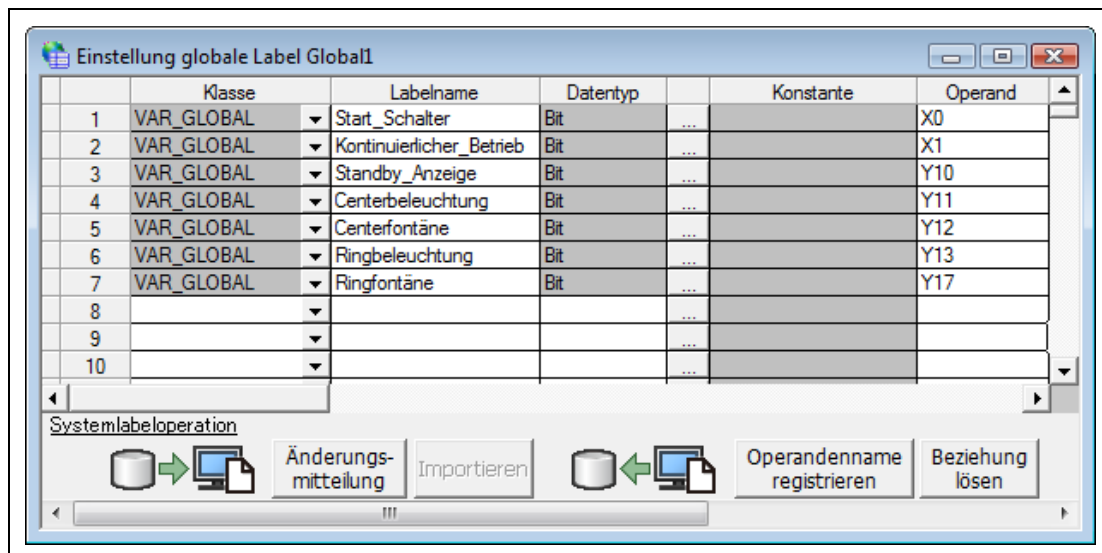 Einstellung globale Label Global1
Klasse Labelname Datentyp Konstante Operand
1 VAR_GLOBAL Start_Schalter Bit ... X0
2 VAR_GLOBAL Kontinuierlicher_Betrieb Bit ... X1
3 VAR_GLOBAL Standby_Anzeige Bit ... Y10
4 VAR_GLOBAL Centerbeleuchtung Bit ... Y11
5 VAR_GLOBAL Centerfontäne Bit ... Y12
6 VAR_GLOBAL Ringbeleuchtung Bit ... Y13
7 VAR_GLOBAL Ringfontäne Bit ... Y17
8 ...
9 ...
10 ...
Systemlabeloperation
Änderungs-
mitteilung
Importieren
Operandenname
registrieren
Beziehung
lösen